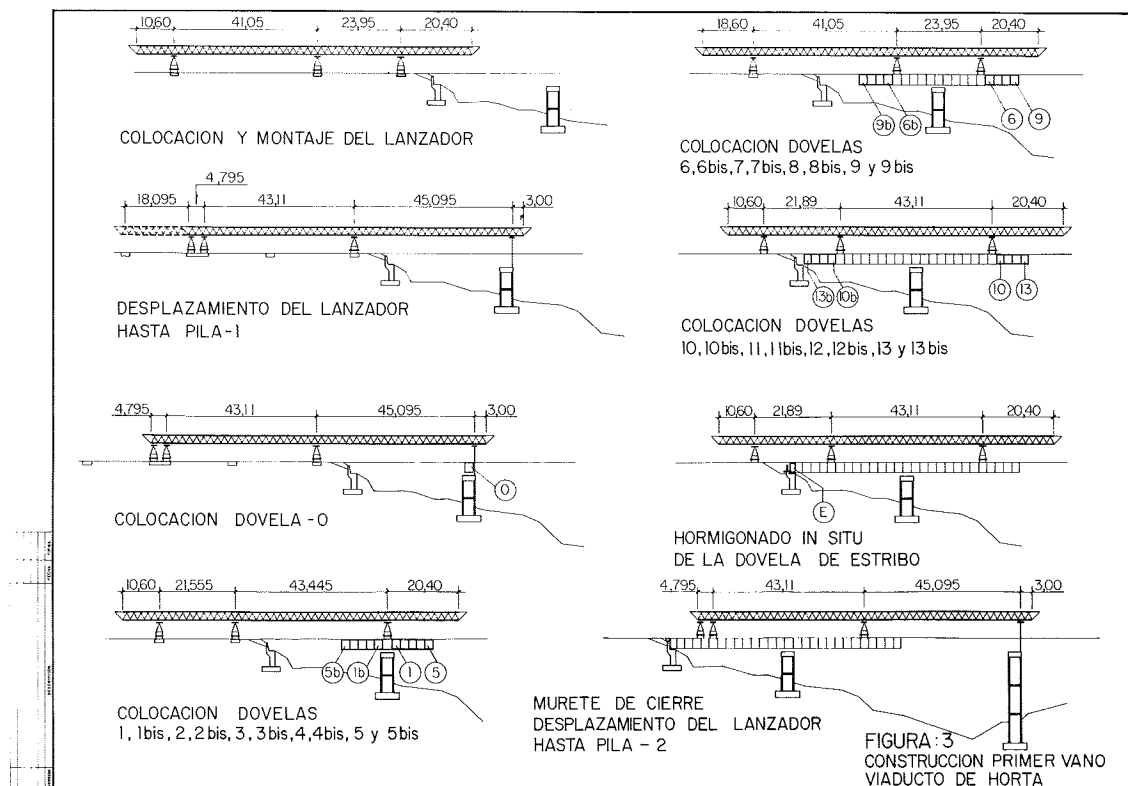 10,60 41,05 23,95 20,40
COLOCACION Y MONTAJE DEL LANZADOR
4,795
18,095 43,11 45,095 3,00
DESPLAZAMIENTO DEL LANZADOR
HASTA PILA-1
4,795 43,11 45,095 3,00
0
COLOCACION DOVELA-0
10,60 21,555 43,445 20,40
5b 1b 1 5
COLOCACION DOVELAS
1, 1bis, 2,2bis, 3,3bis,4,4bis, 5 y 5bis
18,60 41,05 23,95 20,40
9b 6b 6 9
COLOCACION DOVELAS
6,6bis,7,7bis,8,8bis,9 y 9bis
10,60 21,89 43,11 20,40
13b 10b 10 13
COLOCACION DOVELAS
10,10bis,11,11bis,12,12bis,13 y 13bis
10,60 21,89 43,11 20,40
E
HORMIGONADO IN SITU
DE LA DOVELA DE ESTRIBO
4,795 43,11 45,095 3,00
MURETE DE CIERRE
DESPLAZAMIENTO DEL LANZADOR
HASTA PILA - 2
FIGURA:3
CONSTRUCCION PRIMER VANO
VIADUCTO DE HORTA